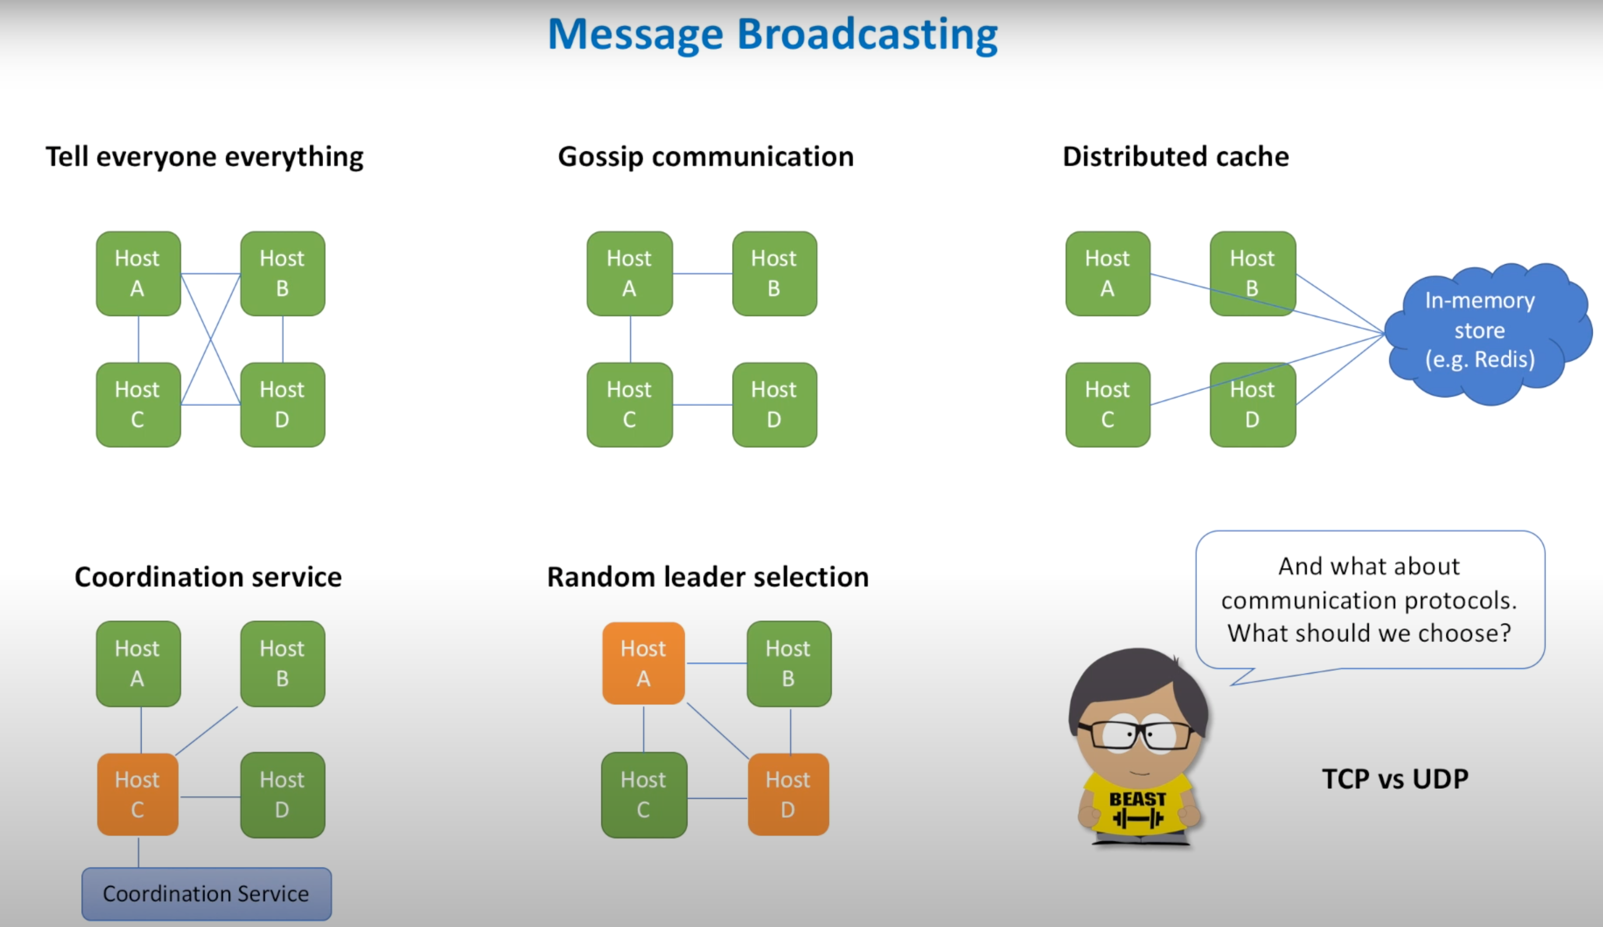 Message Broadcasting
Tell everyone everything
Host
A
Host
B
Host
C
Host
D
Gossip communication
Host
A
Host
B
Host
C
Host
D
Distributed cache
Host
A
Host
B
Host
C
Host
D
In-memory
store
(e.g. Redis)
Coordination service
Host
A
Host
B
Host
C
Host
D
Coordination Service
Random leader selection
Host
A
Host
B
Host
C
Host
D
And what about
communication protocols.
What should we choose?
BEAST
TCP vs UDP